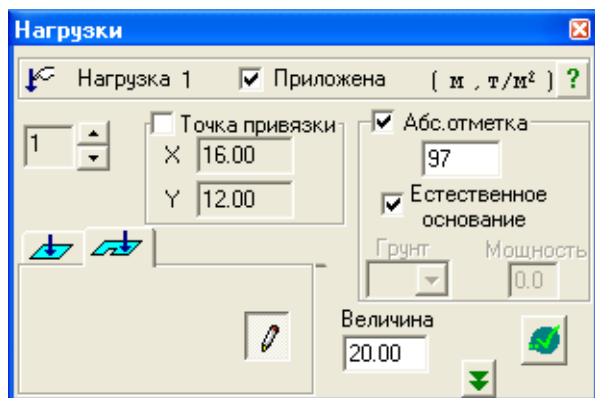 Нагрузки
Нагрузка 1 Приложена ( м , т/м² ) ?
1
Точка привязки
X 16.00
Y 12.00
Абс.отметка
97
Естественное
основание
Грунт Мощность
0.0
Величина
20.00